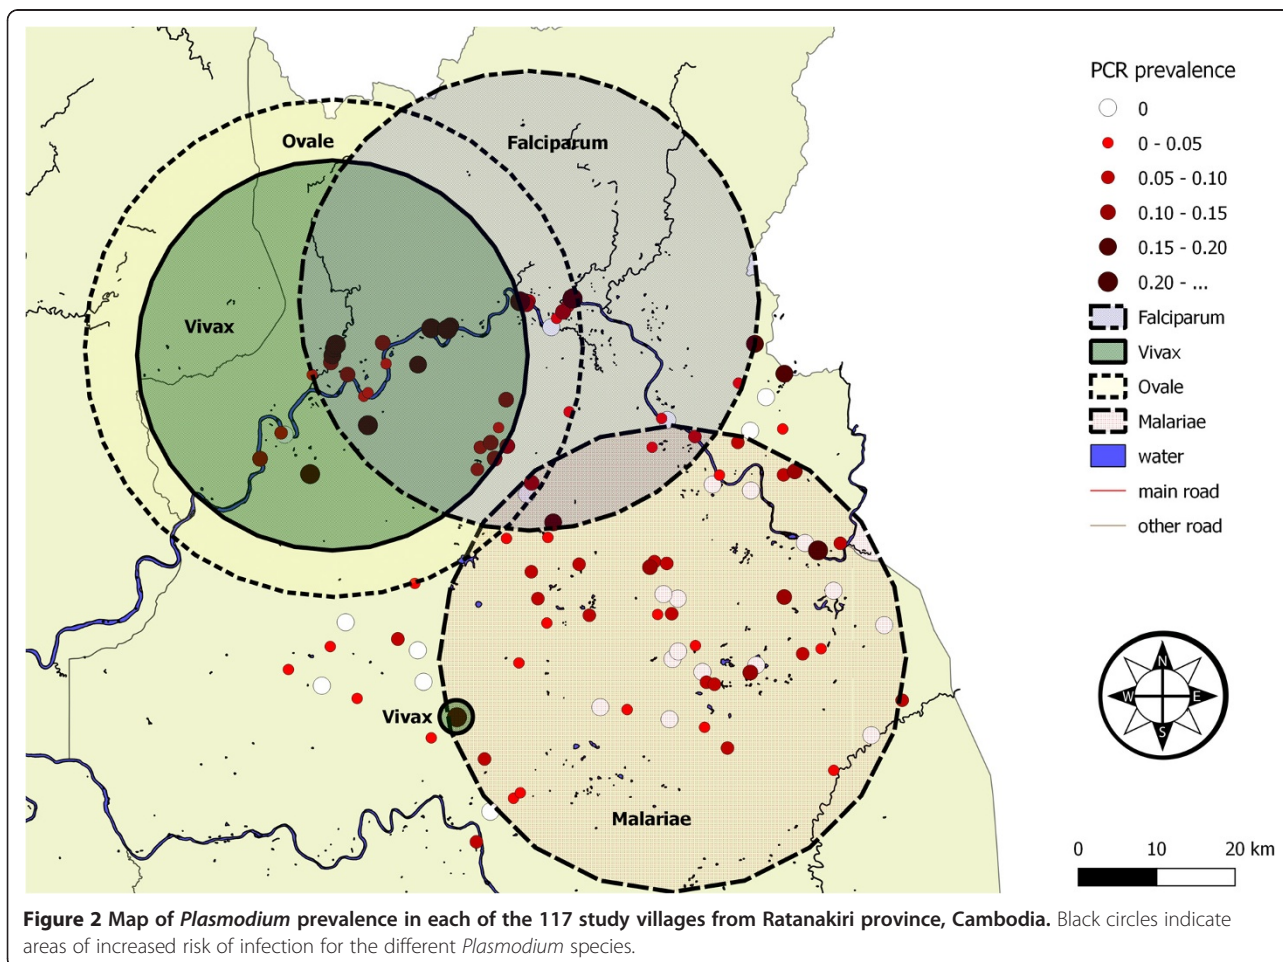 PCR prevalence
0
0 - 0.05
0.05 - 0.10
0.10 - 0.15
0.15 - 0.20
0.20 - ...
Falciparum
Vivax
Ovale
Malariae
water
main road
other road
Ovale
Falciparum
Vivax
Vivax
Malariae
N
W E
S
0 10 20 km
Figure 2 Map of Plasmodium prevalence in each of the 117 study villages from Ratanakiri province, Cambodia. Black circles indicate
areas of increased risk of infection for the different Plasmodium species.